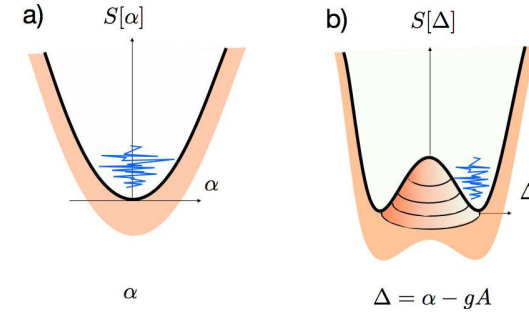 a)
S[α]
α
α
b)
S[Δ]
Δ
Δ = α − gA